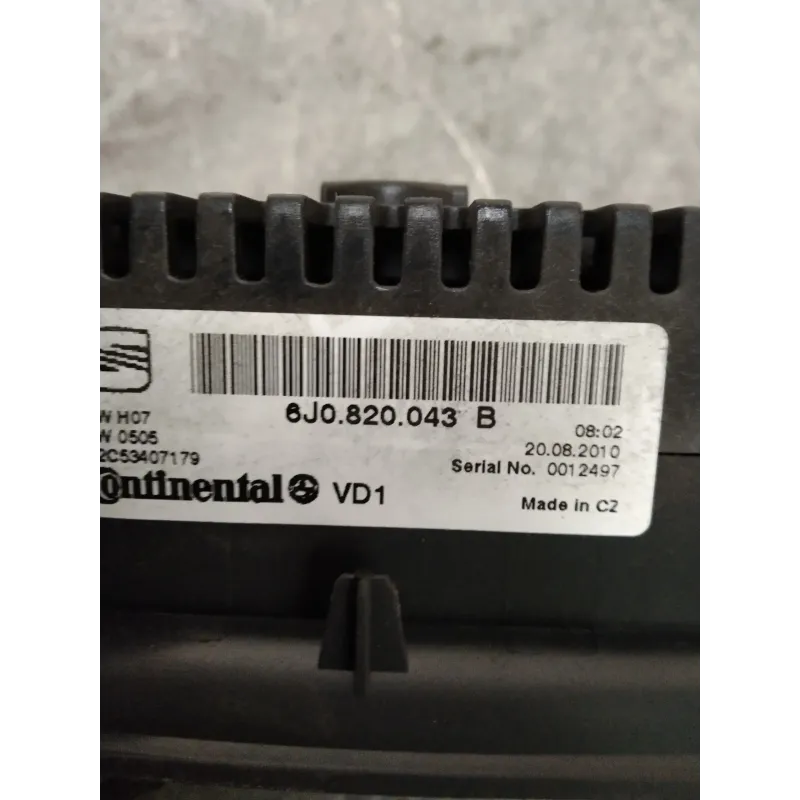 6J0.820.043 B
W H07
W 0505
2C53407179
08:02
20.08.2010
Serial No. 0012497
Continental VD1
Made in CZ